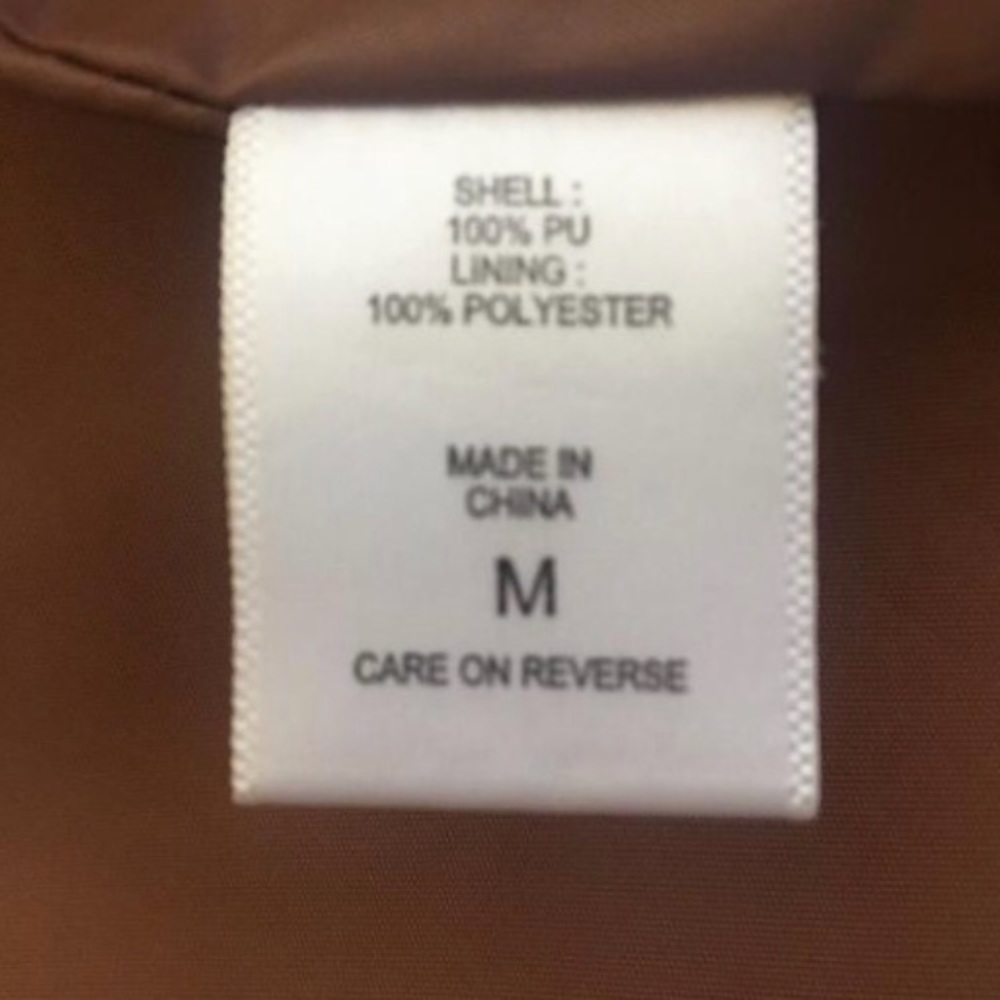 SHELL :
100% PU
LINING :
100% POLYESTER
MADE IN
CHINA
M
CARE ON REVERSE